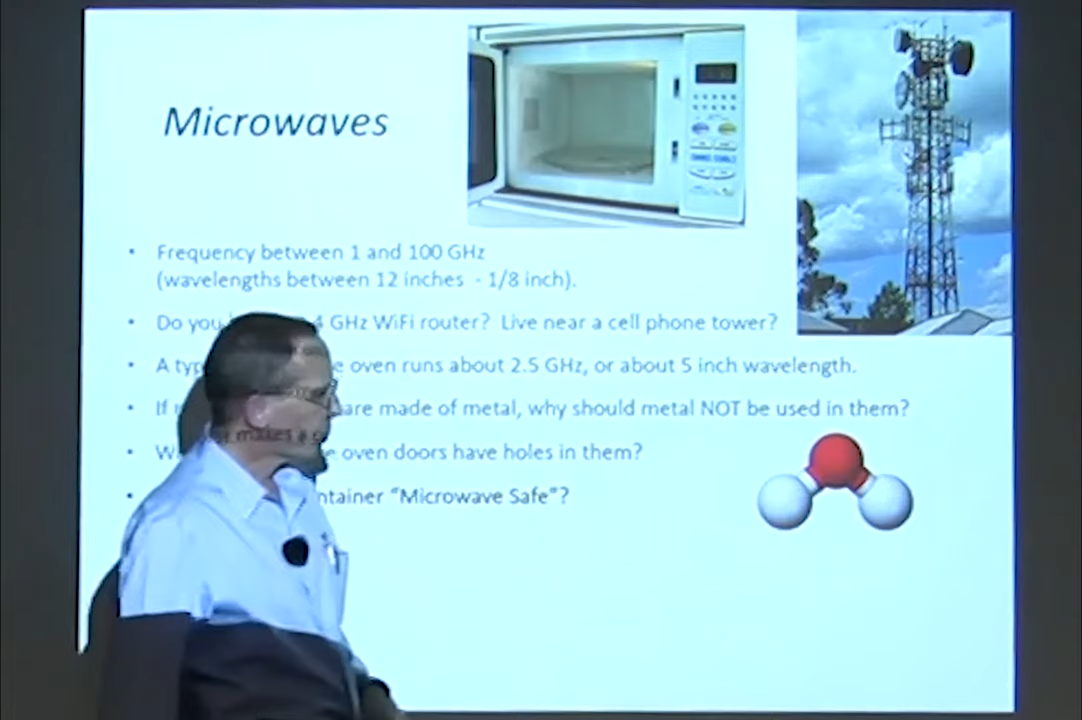 Microwaves
• Frequency between 1 and 100 GHz
(wavelengths between 12 inches - 1/8 inch).
• Do you 4 GHz WiFi router? Live near a cell phone tower?
• A oven runs about 2.5 GHz, or about 5 inch wavelength.
• If are made of metal, why should metal NOT be used in them?
• oven doors have holes in them?
• makes a "Microwave Safe"?